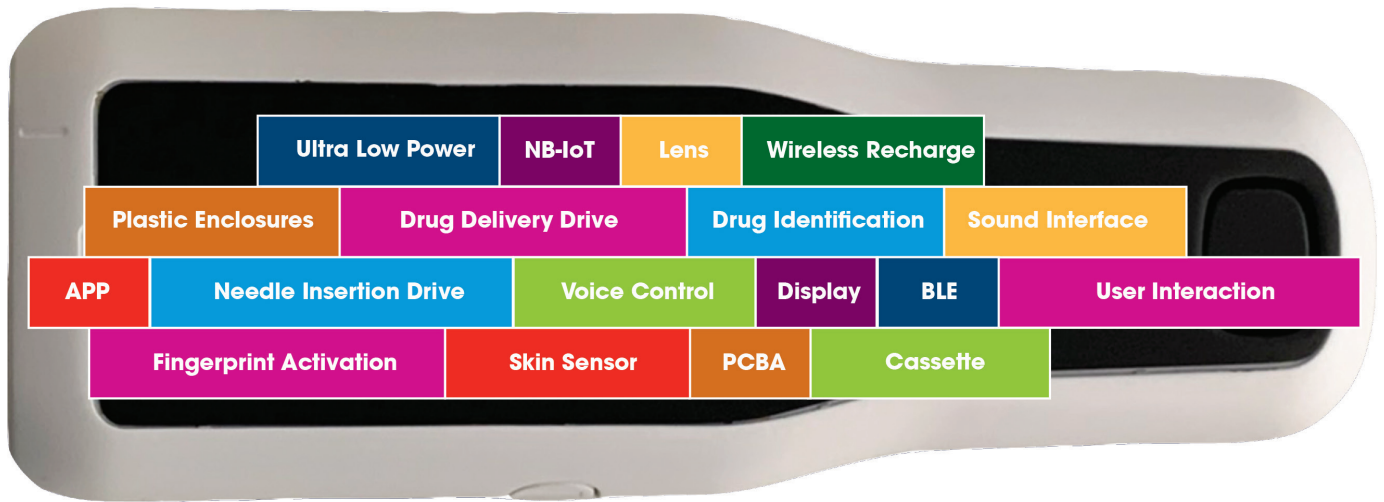 Ultra Low Power NB-IoT Lens Wireless Recharge
Plastic Enclosures Drug Delivery Drive Drug Identification Sound Interface
APP Needle Insertion Drive Voice Control Display BLE User Interaction
Fingerprint Activation Skin Sensor PCBA Cassette